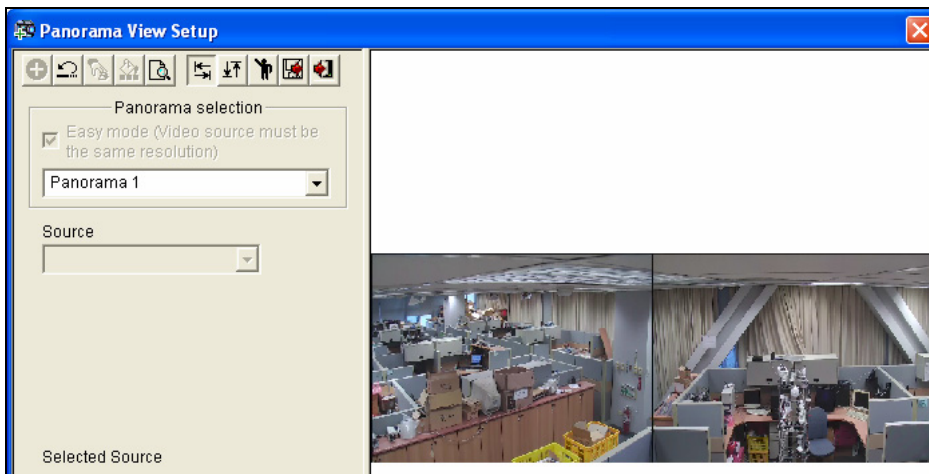 Panorama View Setup
Panorama selection
Easy mode (Video source must be
the same resolution)
Panorama 1
Source
Selected Source